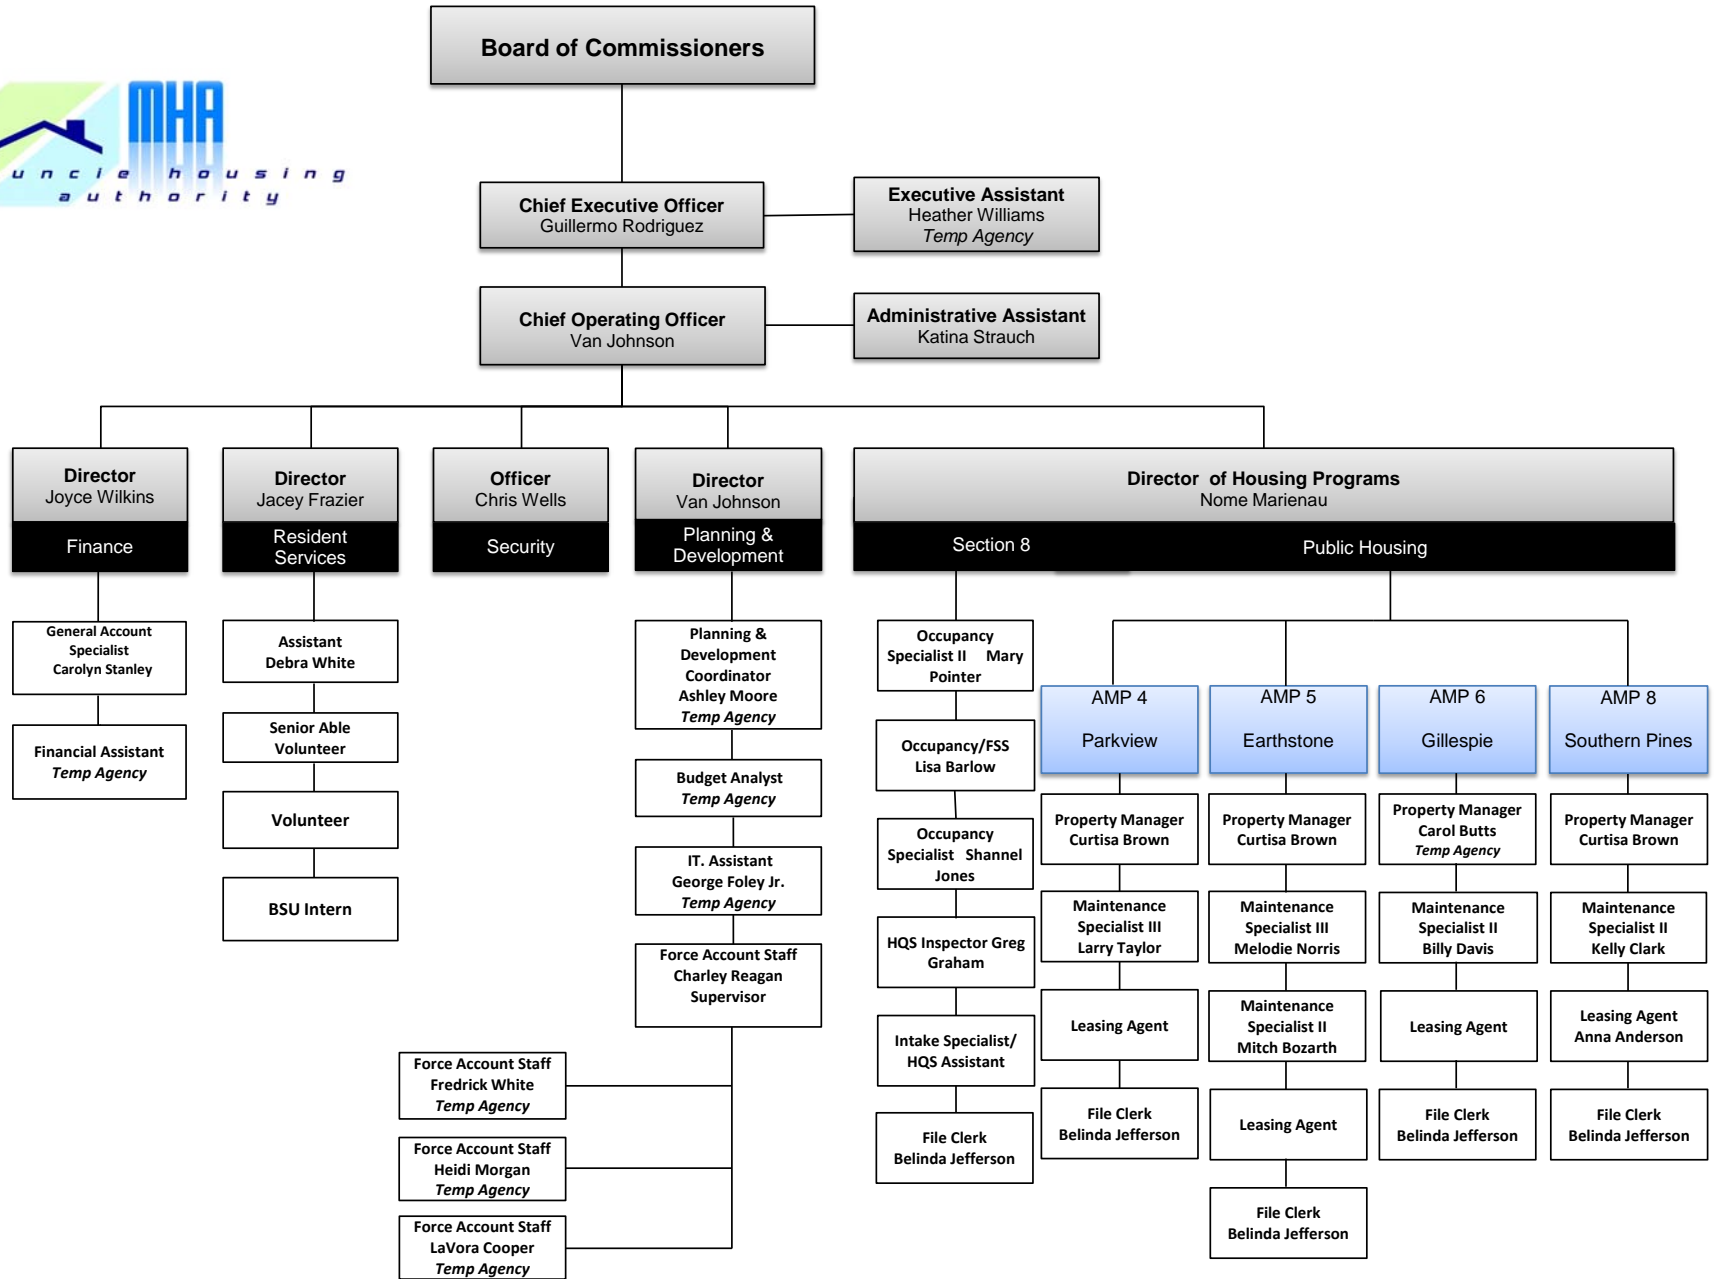 Board of Commissioners
MHA
uncie housing
authority
Chief Executive Officer
Guillermo Rodriguez
Executive Assistant
Heather Williams
Temp Agency
Chief Operating Officer
Van Johnson
Administrative Assistant
Katina Strauch
Director
Joyce Wilkins
Finance
Director
Jacey Frazier
Resident
Services
Officer
Chris Wells
Security
Director
Van Johnson
Planning &
Development
Director of Housing Programs
Nome Marienau
Section 8
Public Housing
General Account
Specialist
Carolyn Stanley
Financial Assistant
Temp Agency
Assistant
Debra White
Senior Able
Volunteer
Volunteer
BSU Intern
Planning &
Development
Coordinator
Ashley Moore
Temp Agency
Budget Analyst
Temp Agency
IT. Assistant
George Foley Jr.
Temp Agency
Force Account Staff
Charley Reagan
Supervisor
Force Account Staff
Fredrick White
Temp Agency
Force Account Staff
Heidi Morgan
Temp Agency
Force Account Staff
LaVora Cooper
Temp Agency
Occupancy
Specialist II Mary
Pointer
Occupancy/FSS
Lisa Barlow
Occupancy
Specialist Shannel
Jones
HQS Inspector Greg
Graham
Intake Specialist/
HQS Assistant
File Clerk
Belinda Jefferson
AMP 4
Parkview
Property Manager
Curtisa Brown
Maintenance
Specialist III
Larry Taylor
Leasing Agent
File Clerk
Belinda Jefferson
AMP 5
Earthstone
Property Manager
Curtisa Brown
Maintenance
Specialist III
Melodie Norris
Maintenance
Specialist II
Mitch Bozarth
Leasing Agent
File Clerk
Belinda Jefferson
AMP 6
Gillespie
Property Manager
Carol Butts
Temp Agency
Maintenance
Specialist II
Billy Davis
Leasing Agent
File Clerk
Belinda Jefferson
AMP 8
Southern Pines
Property Manager
Curtisa Brown
Maintenance
Specialist II
Kelly Clark
Leasing Agent
Anna Anderson
File Clerk
Belinda Jefferson